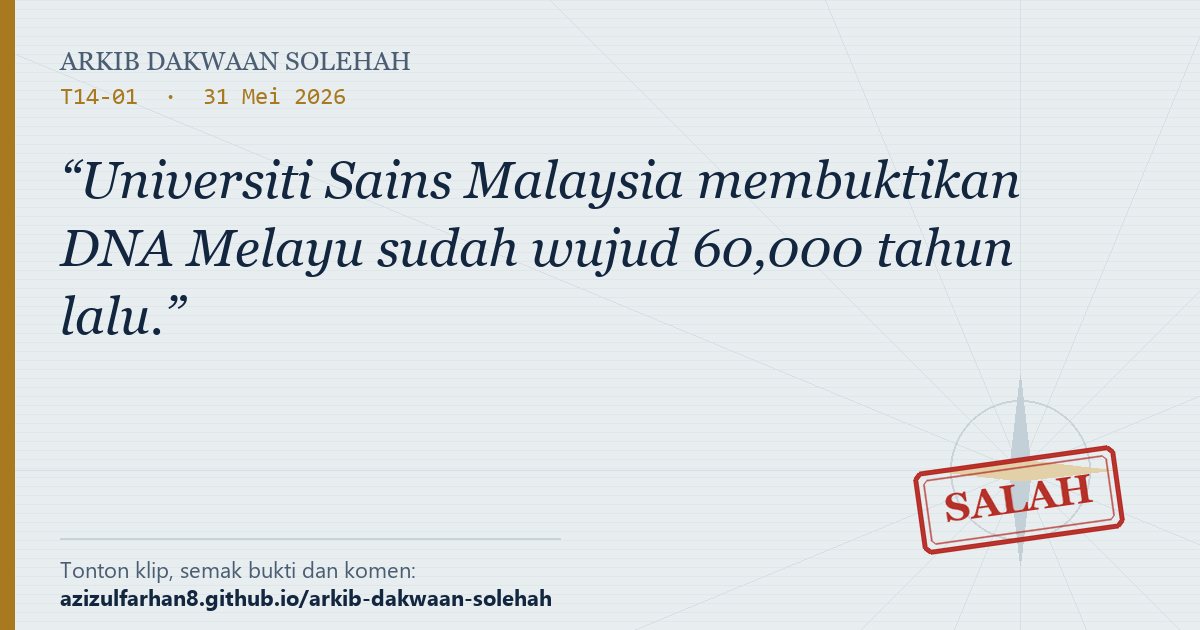 ARKIB DAKWAAN SOLEHAH
T14-01 · 31 Mei 2026
“Universiti Sains Malaysia membuktikan
DNA Melayu sudah wujud 60,000 tahun
lalu.”
SALAH
Tonton klip, semak bukti dan komen:
azizulfarhan8.github.io/arkib-dakwaan-solehah